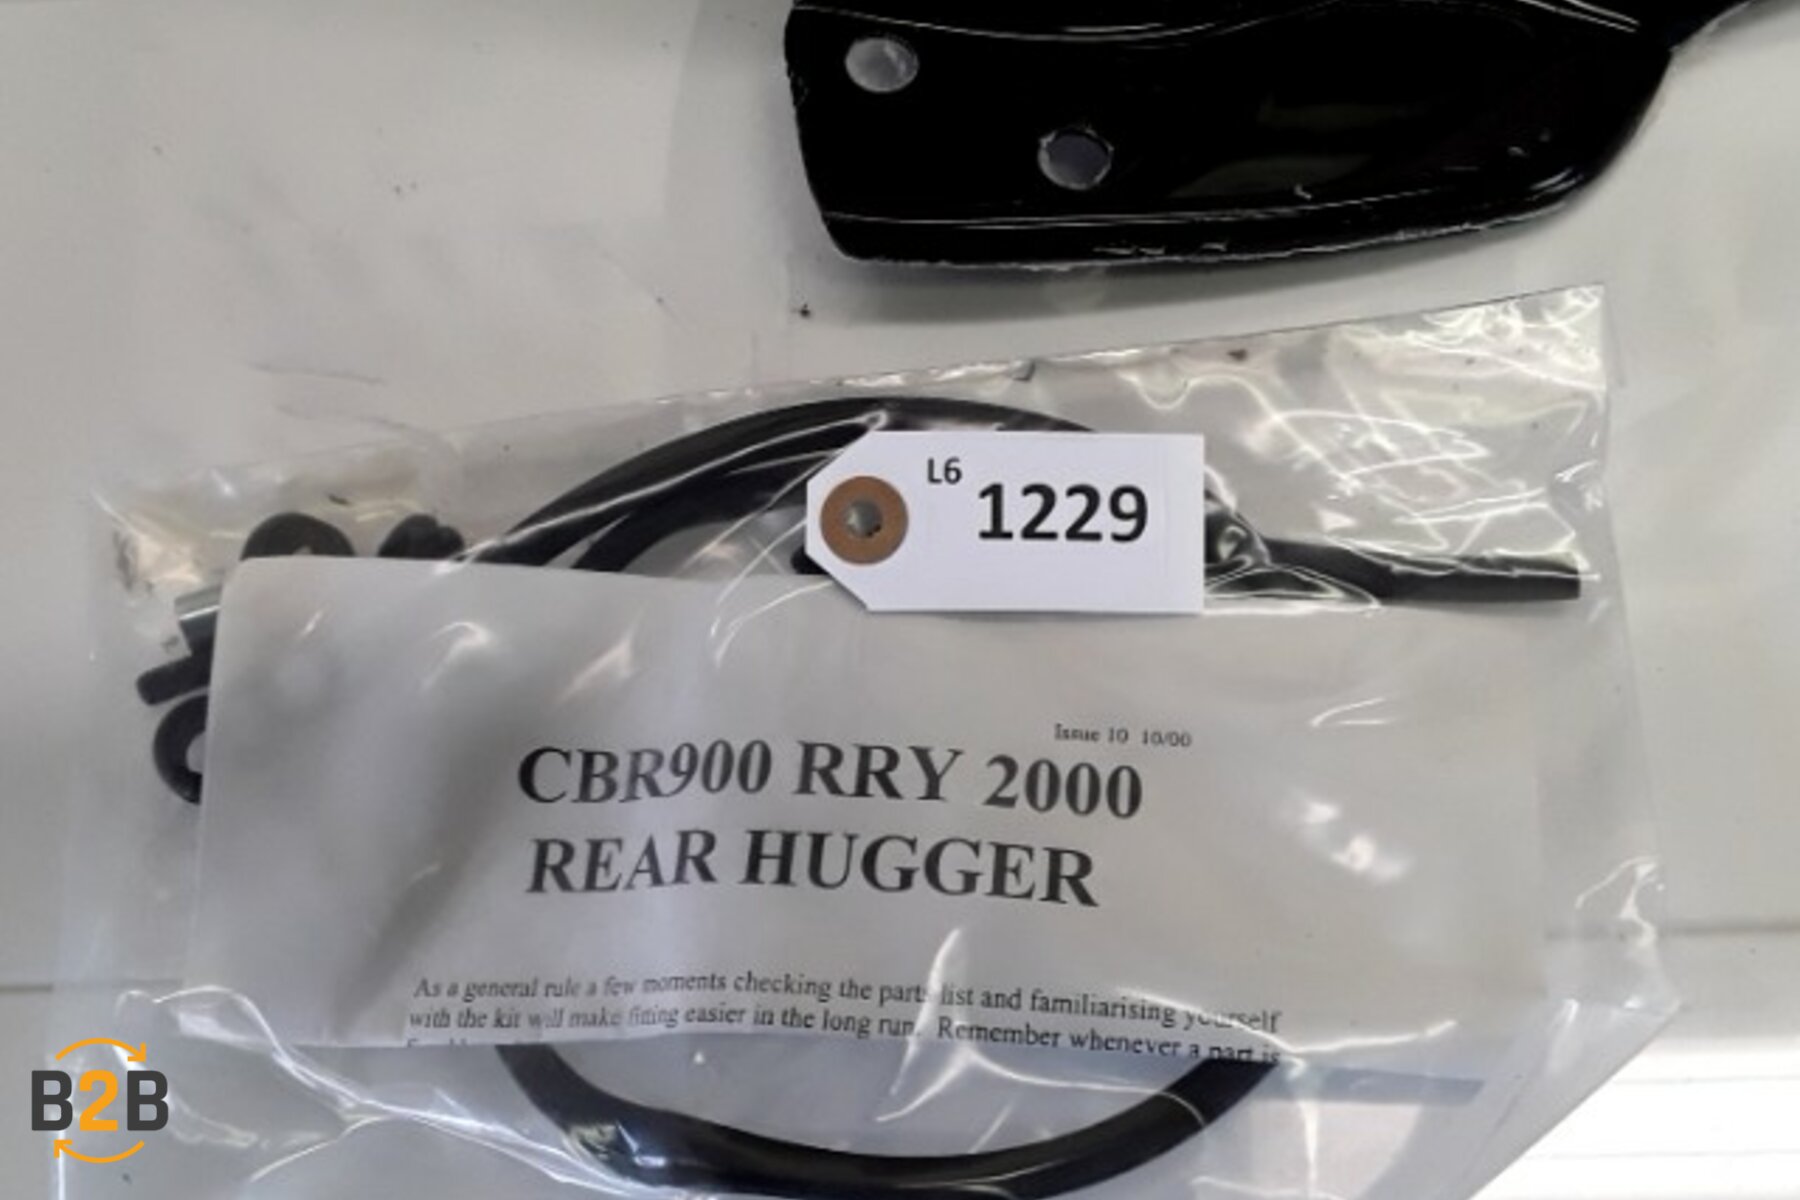 L6
1229
Issue 10 10/00
CBR900 RRY 2000
REAR HUGGER
As a general rule a few moments checking the parts list and familiarising yourself
with the kit will make fitting easier in the long run. Remember whenever a part is
B2B